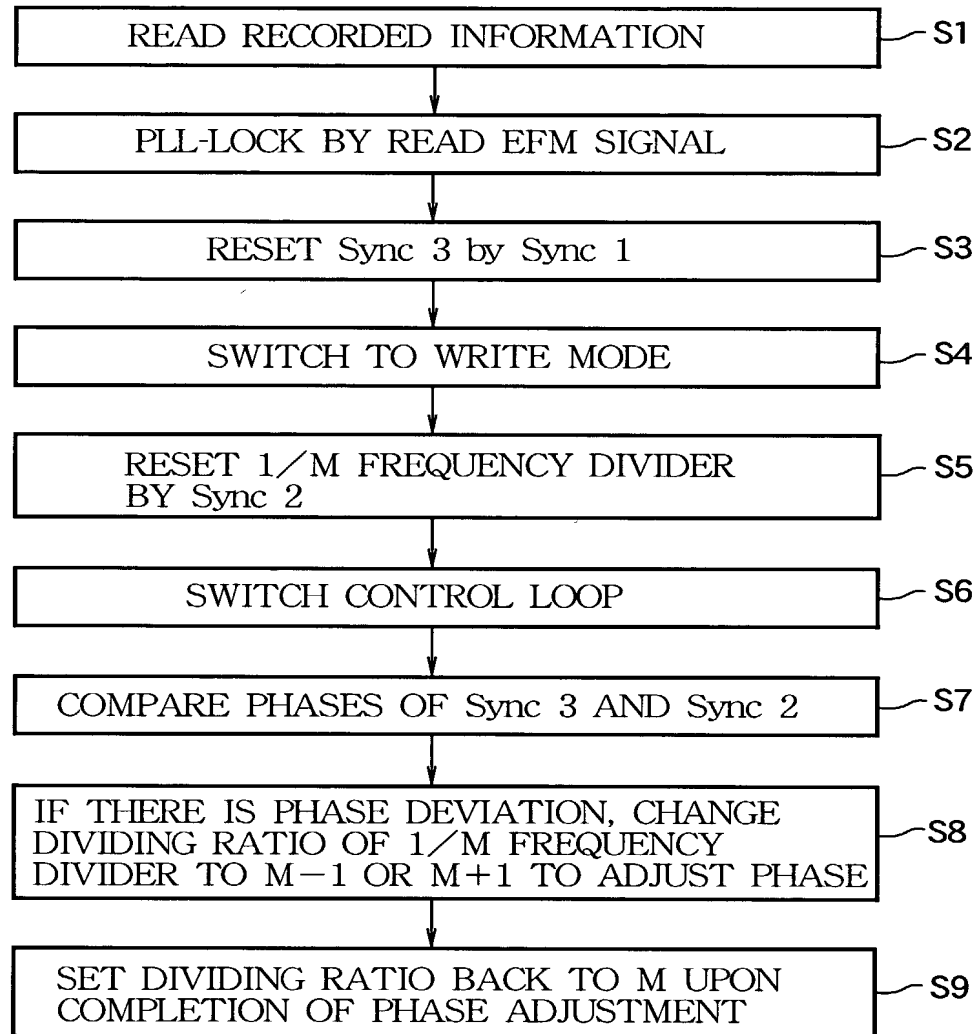 READ RECORDED INFORMATION
S1
PLL-LOCK BY READ EFM SIGNAL
S2
RESET Sync 3 by Sync 1
S3
SWITCH TO WRITE MODE
S4
RESET 1/M FREQUENCY DIVIDER
BY Sync 2
S5
SWITCH CONTROL LOOP
S6
COMPARE PHASES OF Sync 3 AND Sync 2
S7
IF THERE IS PHASE DEVIATION, CHANGE
DIVIDING RATIO OF 1/M FREQUENCY
DIVIDER TO M−1 OR M+1 TO ADJUST PHASE
S8
SET DIVIDING RATIO BACK TO M UPON
COMPLETION OF PHASE ADJUSTMENT
S9